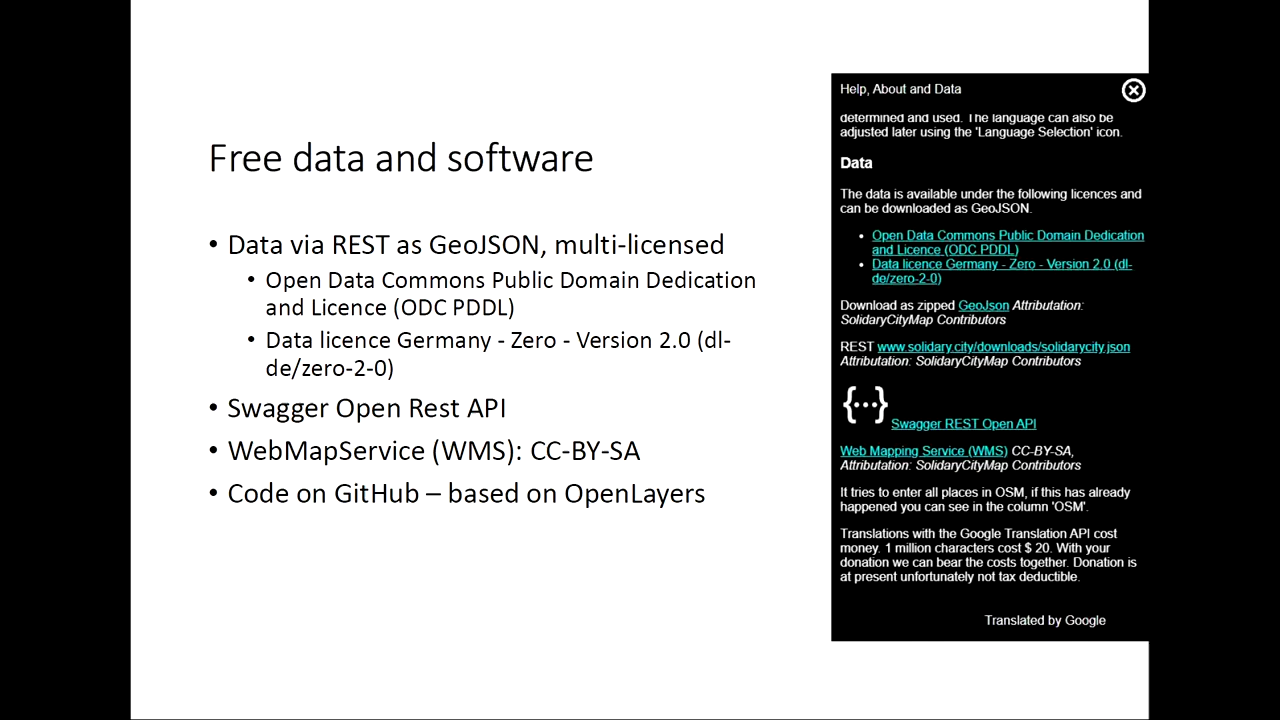 Free data and software
• Data via REST as GeoJSON, multi-licensed
• Open Data Commons Public Domain Dedication
and Licence (ODC PDDL)
• Data licence Germany - Zero - Version 2.0 (dl-
de/zero-2-0)
• Swagger Open Rest API
• WebMapService (WMS): CC-BY-SA
• Code on GitHub – based on OpenLayers
Help, About and Data
determined and used. The language can also be
adjusted later using the 'Language Selection' icon.
Data
The data is available under the following licences and
can be downloaded as GeoJSON.
• Open Data Commons Public Domain Dedication
and Licence (ODC PDDL)
• Data licence Germany - Zero - Version 2.0 (dl-
de/zero-2-0)
Download as zipped GeoJson Attributation:
SolidaryCityMap Contributors
REST www.solidary.city/downloads/solidarycity.json
Attributation: SolidaryCityMap Contributors
{···} Swagger REST Open API
Web Mapping Service (WMS) CC-BY-SA,
Attributation: SolidaryCityMap Contributors
It tries to enter all places in OSM, if this has already
happened you can see in the column 'OSM'.
Translations with the Google Translation API cost
money. 1 million characters cost $ 20. With your
donation we can bear the costs together. Donation is
at present unfortunately not tax deductible.
Translated by Google